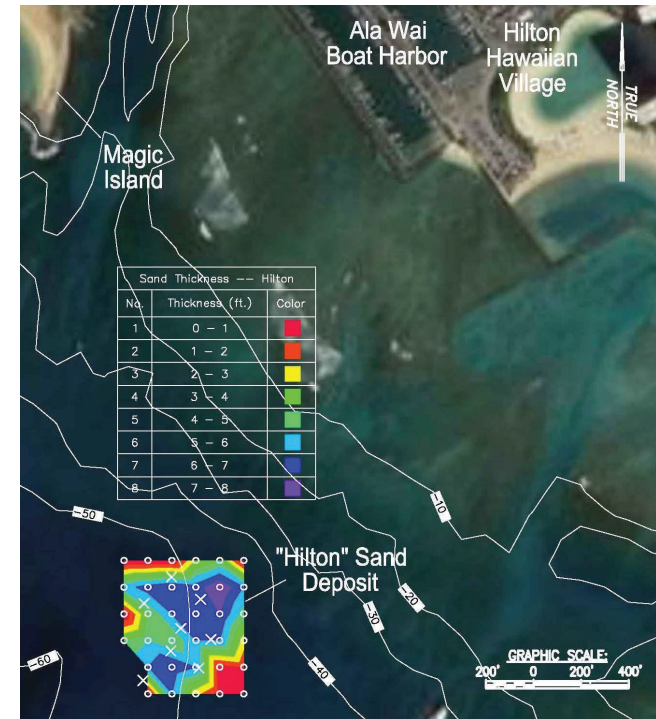 Ala Wai
Boat Harbor
Hilton
Hawaiian
Village
TRUE
NORTH
Magic
Island
Sand Thickness -- Hilton
No. Thickness (ft.) Color
1 0 - 1
2 1 - 2
3 2 - 3
4 3 - 4
5 4 - 5
6 5 - 6
7 6 - 7
8 7 - 8
-10
-50
"Hilton" Sand
Deposit
-20
-30
-60
-40
GRAPHIC SCALE:
200' 0 200' 400'